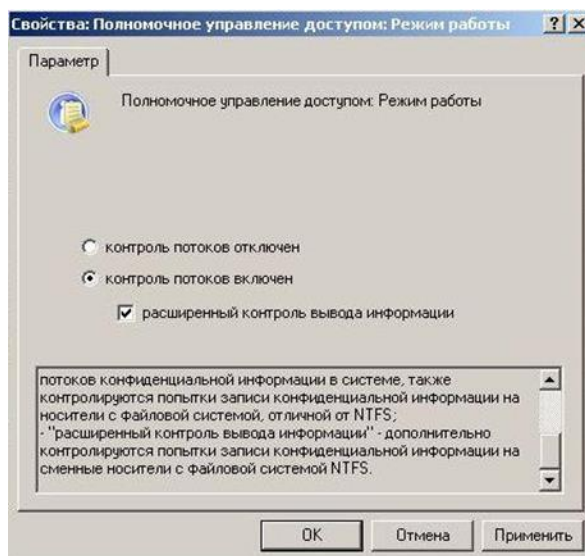 Свойства: Полномочное управление доступом: Режим работы
Параметр
Полномочное управление доступом: Режим работы
контроль потоков отключен
контроль потоков включен
расширенный контроль вывода информации
потоков конфиденциальной информации в системе, также
контролируются попытки записи конфиденциальной информации на
носители с файловой системой, отличной от NTFS;
- "расширенный контроль вывода информации" - дополнительно
контролируются попытки записи конфиденциальной информации на
сменные носители с файловой системой NTFS.
OK Отмена Применить